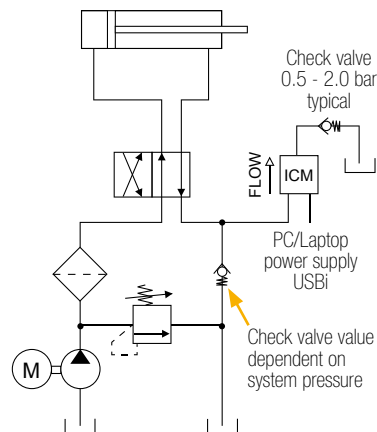 Check valve
0.5 - 2.0 bar
typical
FLOW
ICM
PC/Laptop
power supply
USBi
Check valve value
dependent on
system pressure
M